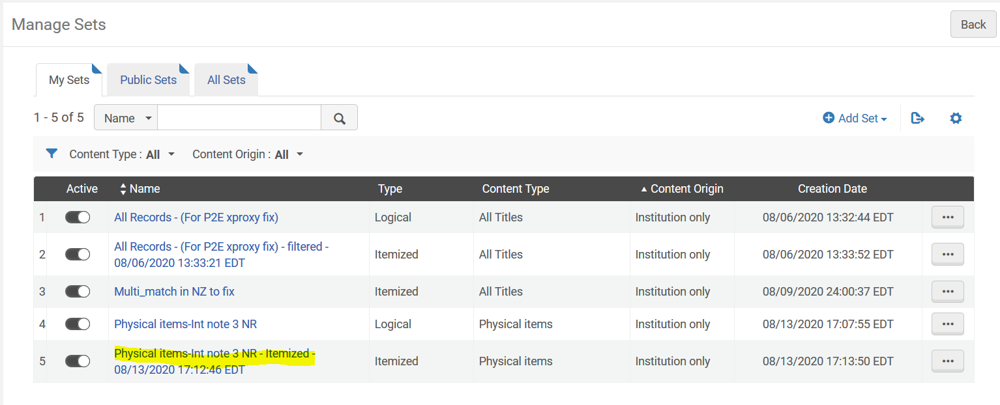 Manage Sets
Back
My Sets Public Sets All Sets
1 - 5 of 5 Name Add Set
Content Type : All Content Origin : All
Active Name Type Content Type Content Origin Creation Date
1 All Records - (For P2E xproxy fix) Logical All Titles Institution only 08/06/2020 13:32:44 EDT
2 All Records - (For P2E xproxy fix) - filtered - Itemized All Titles Institution only 08/06/2020 13:33:52 EDT
08/06/2020 13:33:21 EDT
3 Multi_match in NZ to fix Itemized All Titles Institution only 08/09/2020 24:00:37 EDT
4 Physical items-Int note 3 NR Logical Physical items Institution only 08/13/2020 17:07:55 EDT
5 Physical items-Int note 3 NR - Itemized - Itemized Physical items Institution only 08/13/2020 17:13:50 EDT
08/13/2020 17:12:46 EDT